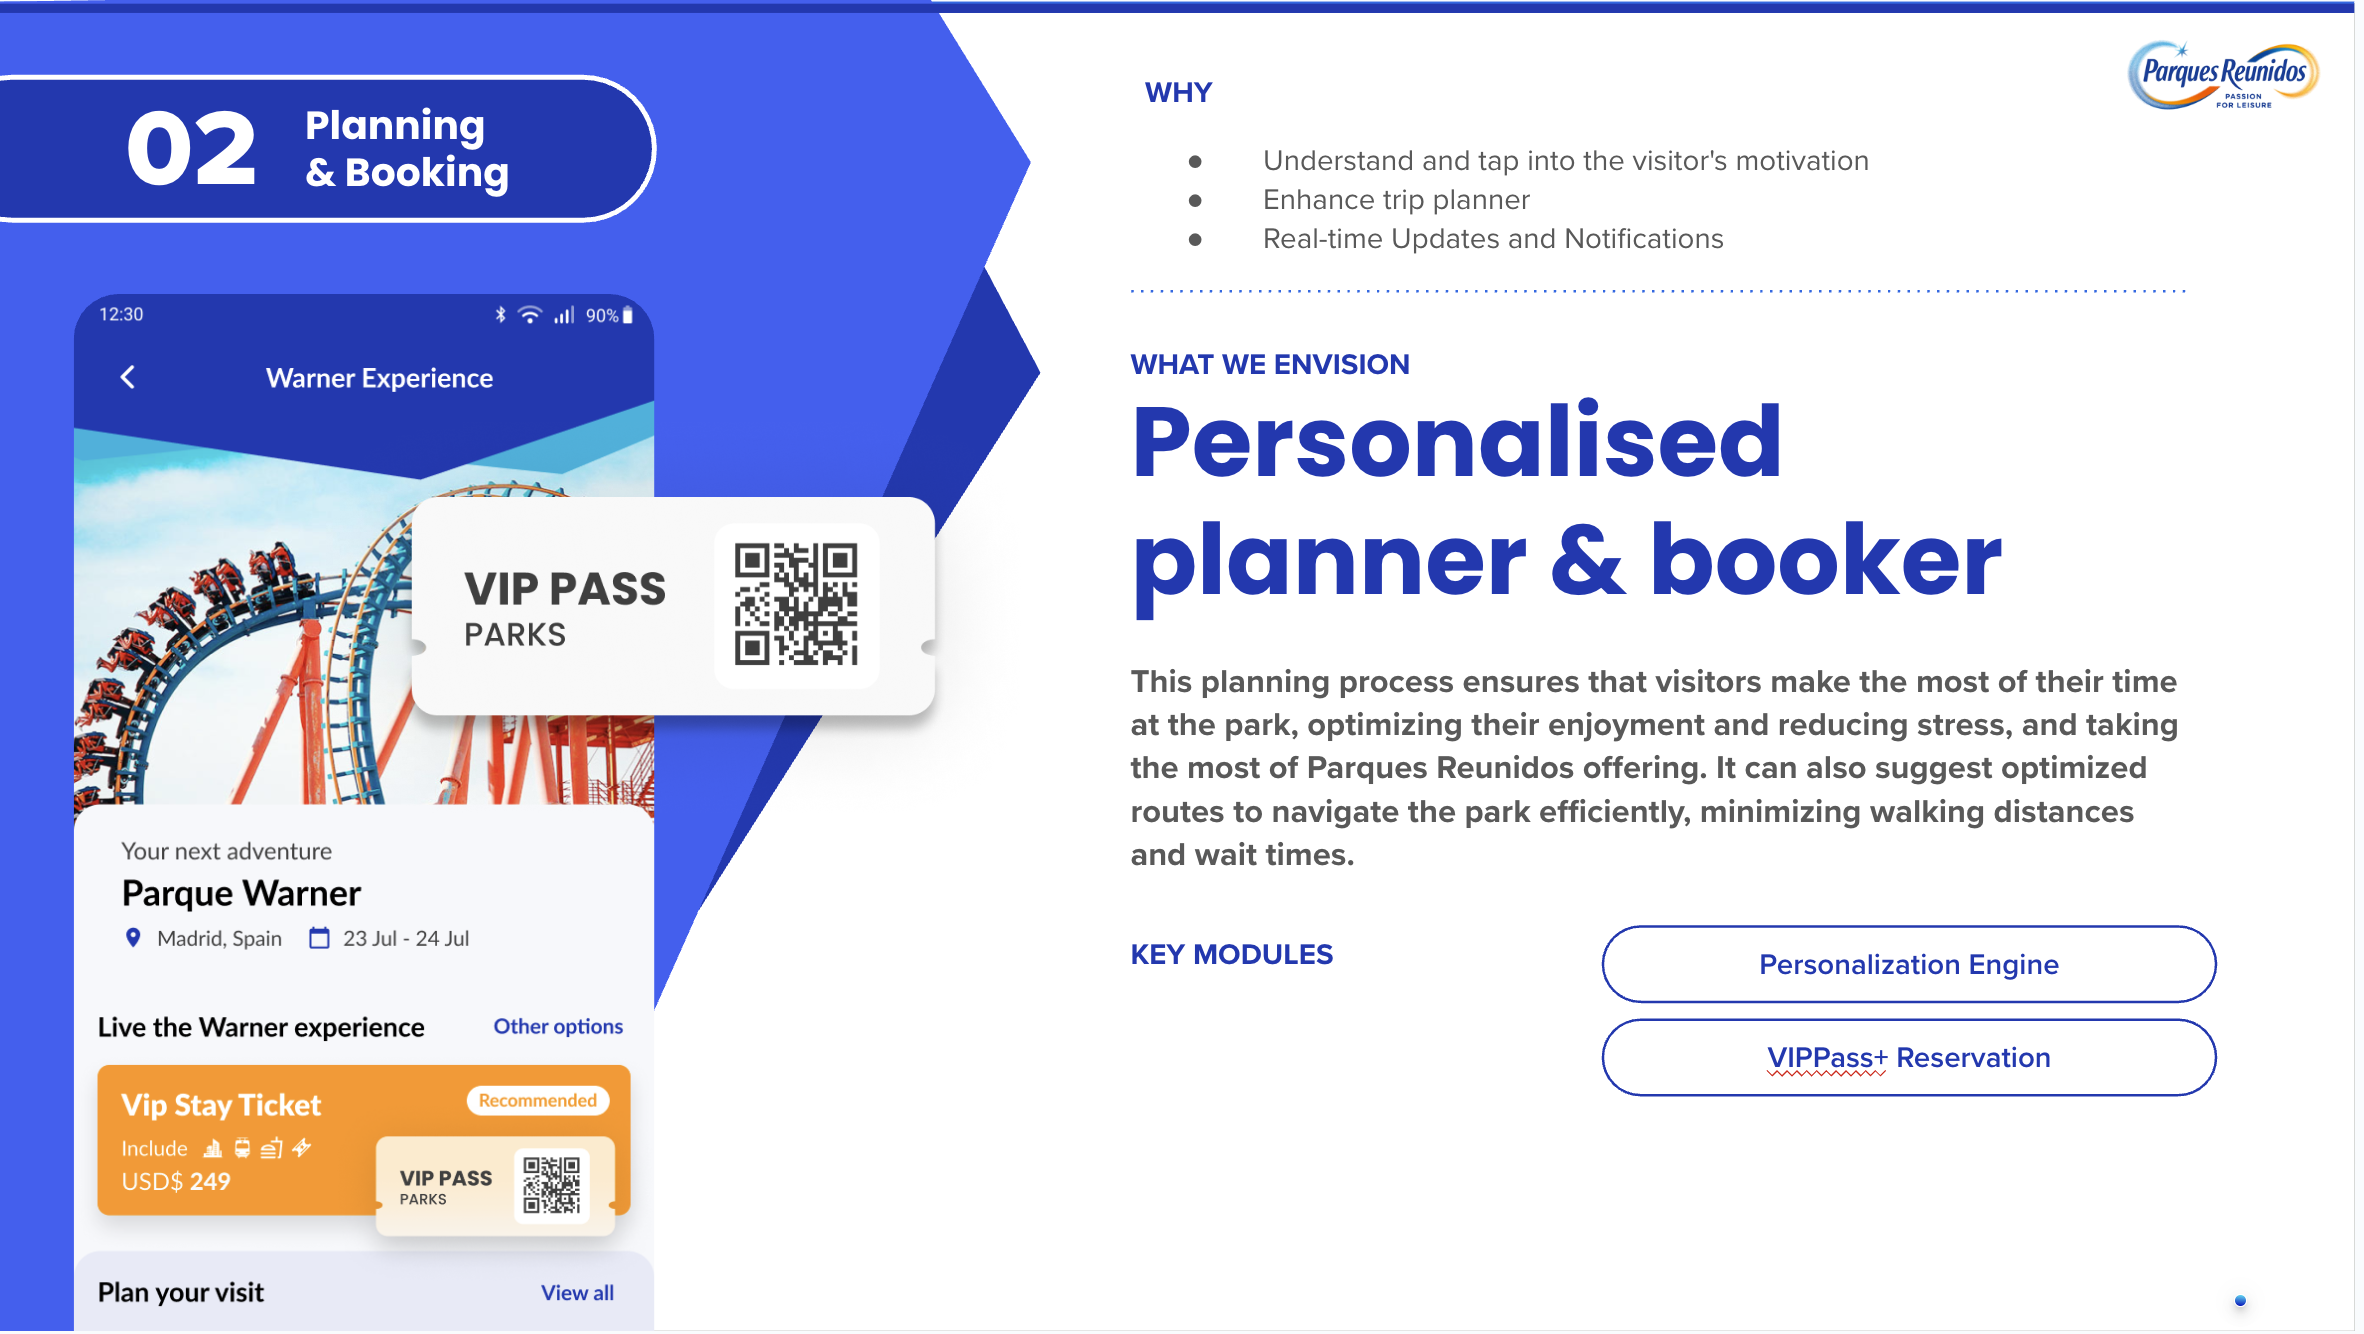 02
Planning
& Booking
12:30
90%
Warner Experience
VIP PASS
PARKS
Your next adventure
Parque Warner
Madrid, Spain
23 Jul - 24 Jul
Live the Warner experience
Other options
Vip Stay Ticket
Recommended
Include
USD$ 249
VIP PASS
PARKS
Plan your visit
View all
Parques Reunidos
PASSION
FOR LEISURE
WHY
● Understand and tap into the visitor's motivation
● Enhance trip planner
● Real-time Updates and Notifications
WHAT WE ENVISION
Personalised
planner & booker
This planning process ensures that visitors make the most of their time
at the park, optimizing their enjoyment and reducing stress, and taking
the most of Parques Reunidos offering. It can also suggest optimized
routes to navigate the park efficiently, minimizing walking distances
and wait times.
KEY MODULES
Personalization Engine
VIPPass+ Reservation